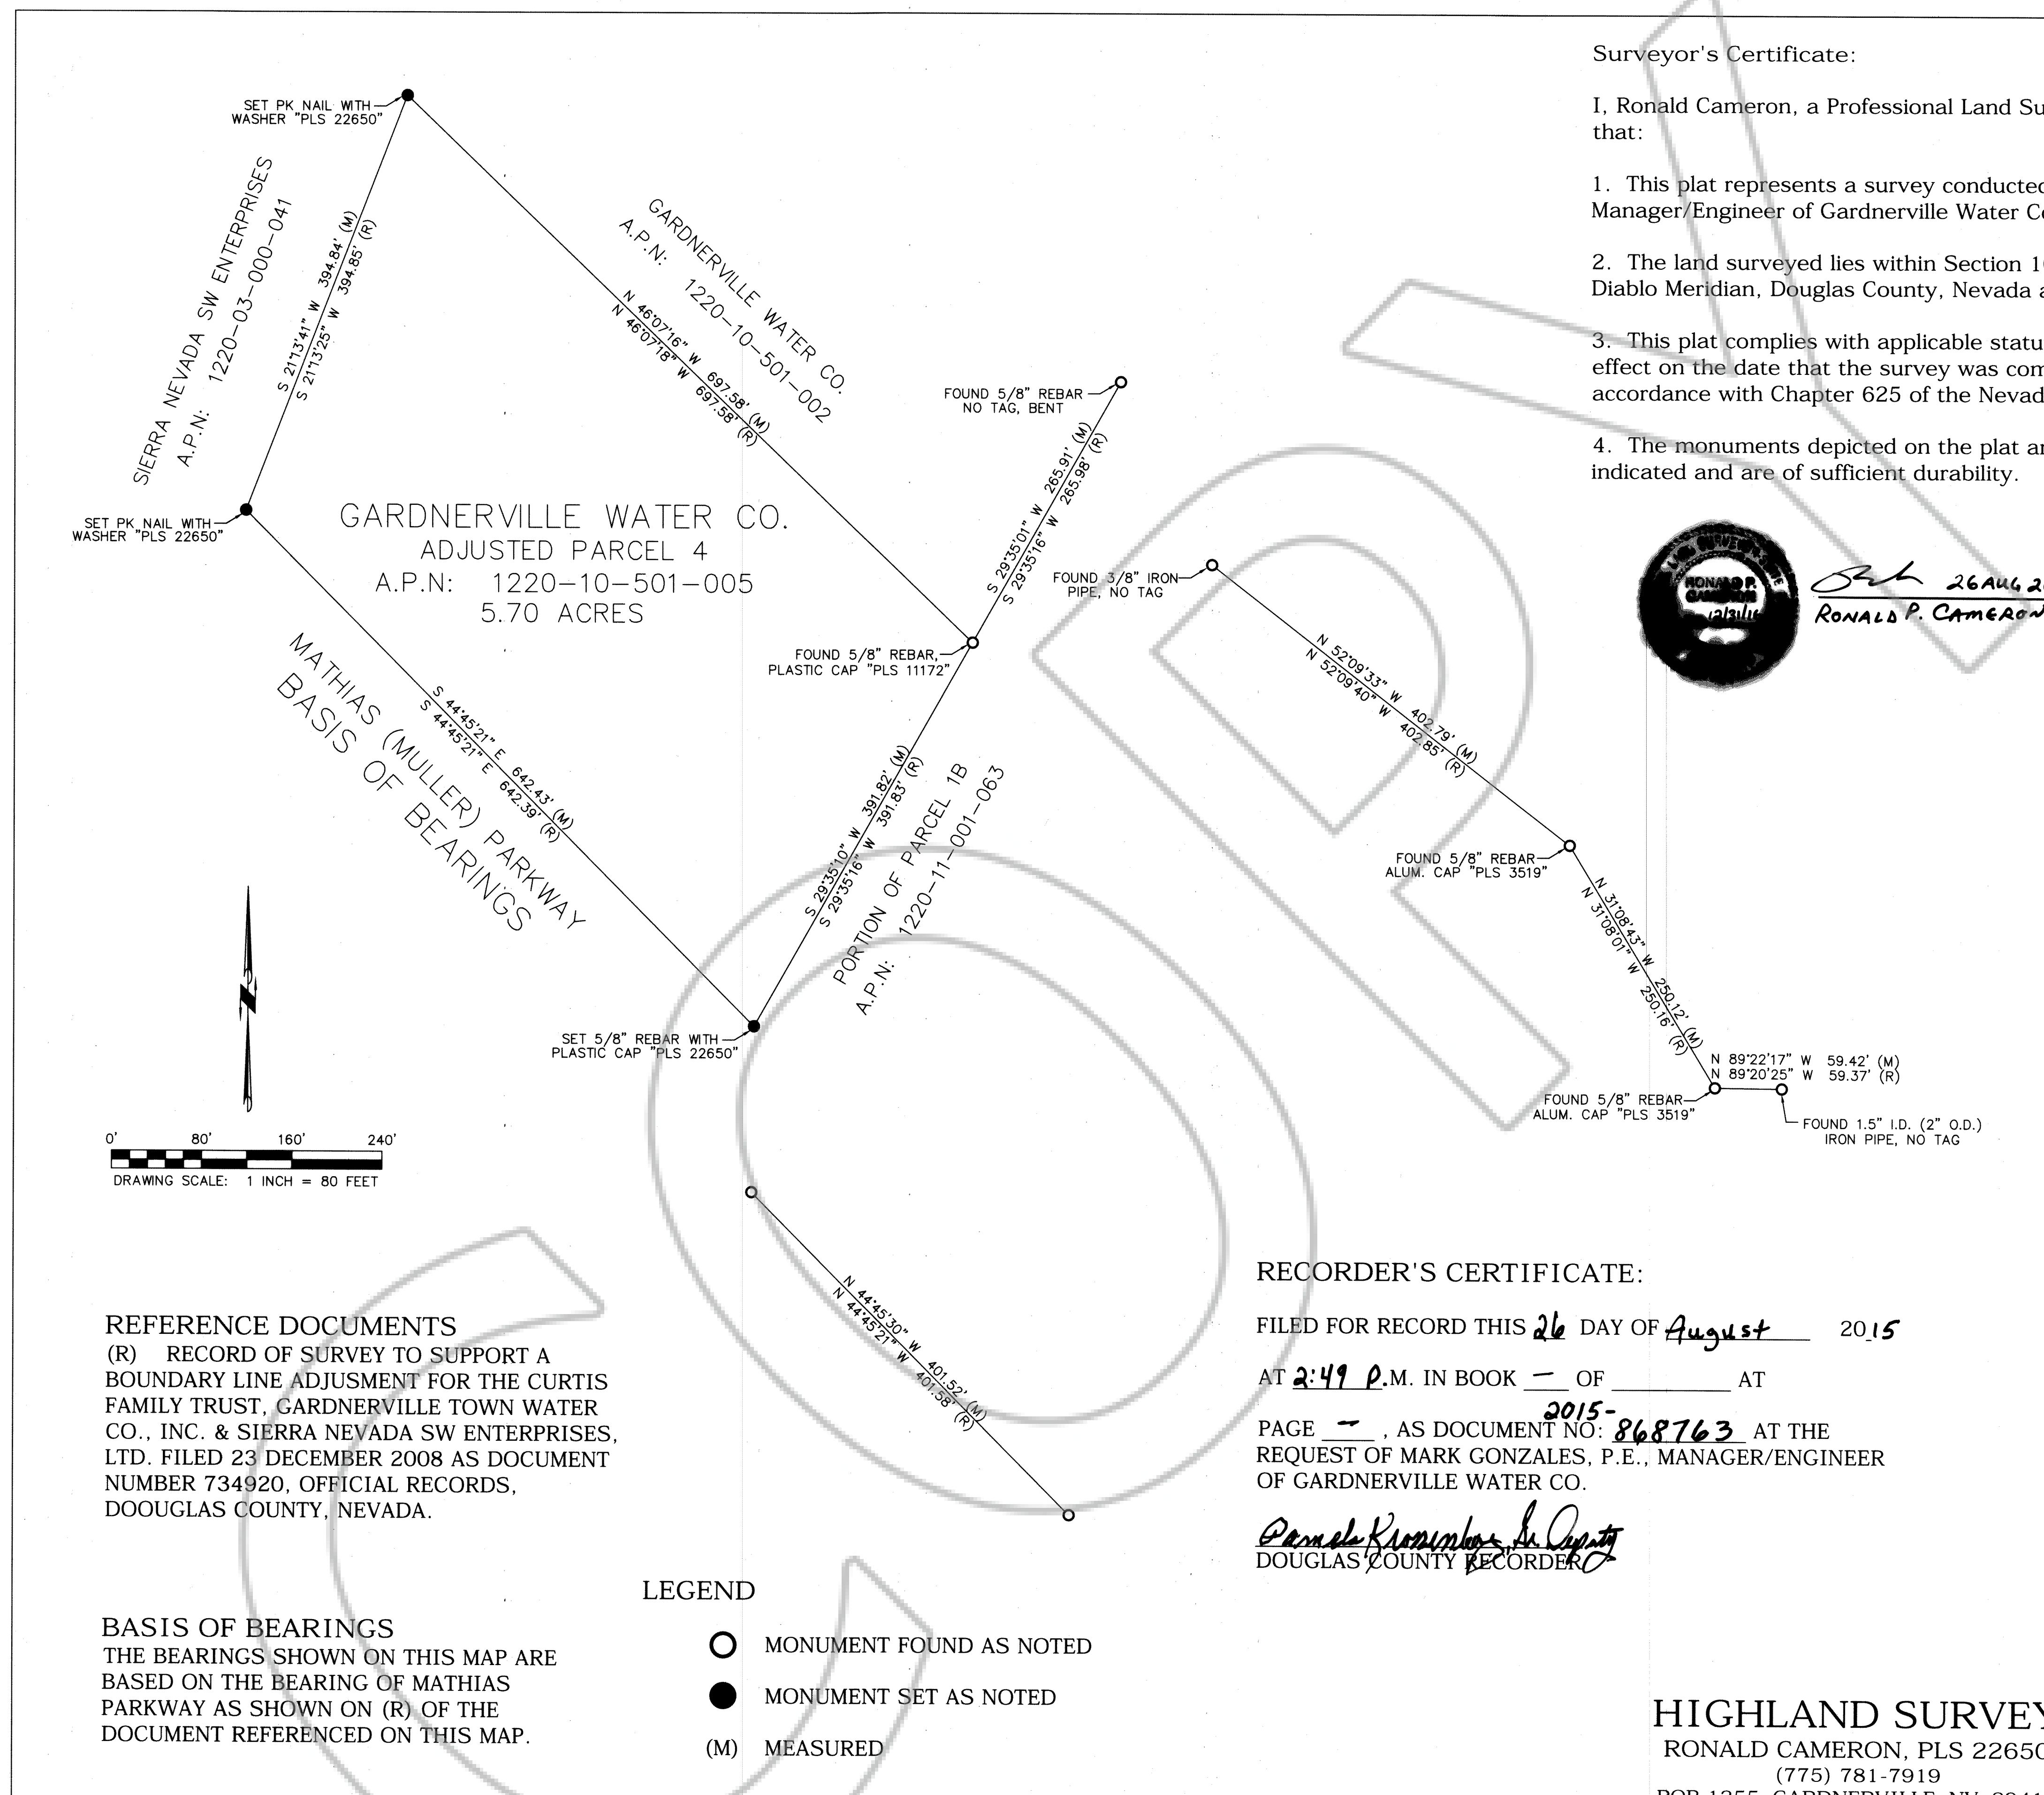 SET PK NAIL WITH
WASHER "PLS 22650"
SIERRA NEVADA SW ENTERPRISES
A.P.N: 1220-03-000-041
S 21°13'41" W 394.84' (M)
S 21°13'25" W 394.85' (R)
GARDNERVILLE WATER CO.
A.P.N: 1220-10-501-002
N 46°07'16" W 697.58' (M)
N 46°07'18" W 697.58' (R)
SET PK NAIL WITH
WASHER "PLS 22650"
GARDNERVILLE WATER CO.
ADJUSTED PARCEL 4
A.P.N: 1220-10-501-005
5.70 ACRES
FOUND 5/8" REBAR
NO TAG, BENT
S 29°35'01" W 265.91' (M)
S 29°35'16" W 265.98' (R)
FOUND 5/8" REBAR,
PLASTIC CAP "PLS 11172"
MATHIAS (MULLER) PARKWAY
BASIS OF BEARINGS
S 44°45'21" E 642.43' (M)
S 44°45'21" E 642.39' (R)
S 29°35'10" W 391.82' (M)
S 29°35'16" W 391.83' (R)
PORTION OF PARCEL 1B
A.P.N: 1220-11-001-063
SET 5/8" REBAR WITH
PLASTIC CAP "PLS 22650"
FOUND 3/8" IRON
PIPE, NO TAG
N 52°09'33" W 402.79' (M)
N 52°09'40" W 402.85' (R)
FOUND 5/8" REBAR
ALUM. CAP "PLS 3519"
N 31°08'43" W 250.12' (M)
N 31°08'01" W 250.16' (R)
N 89°22'17" W 59.42' (M)
N 89°20'25" W 59.37' (R)
FOUND 5/8" REBAR
ALUM. CAP "PLS 3519"
FOUND 1.5" I.D. (2" O.D.)
IRON PIPE, NO TAG
N 44°45'30" W 401.52' (M)
N 44°45'21" W 401.58' (R)
0' 80' 160' 240'
DRAWING SCALE: 1 INCH = 80 FEET
Surveyor's Certificate:
I, Ronald Cameron, a Professional Land Su
that:
1. This plat represents a survey conducted
Manager/Engineer of Gardnerville Water Co
2. The land surveyed lies within Section 1
Diablo Meridian, Douglas County, Nevada a
3. This plat complies with applicable statu
effect on the date that the survey was com
accordance with Chapter 625 of the Nevad
4. The monuments depicted on the plat ar
indicated and are of sufficient durability.
RONALD P.
CAMERON
12/31/16
26 AUG 2
RONALD P. CAMERON
REFERENCE DOCUMENTS
(R) RECORD OF SURVEY TO SUPPORT A
BOUNDARY LINE ADJUSMENT FOR THE CURTIS
FAMILY TRUST, GARDNERVILLE TOWN WATER
CO., INC. & SIERRA NEVADA SW ENTERPRISES,
LTD. FILED 23 DECEMBER 2008 AS DOCUMENT
NUMBER 734920, OFFICIAL RECORDS,
DOOUGLAS COUNTY, NEVADA.
BASIS OF BEARINGS
THE BEARINGS SHOWN ON THIS MAP ARE
BASED ON THE BEARING OF MATHIAS
PARKWAY AS SHOWN ON (R) OF THE
DOCUMENT REFERENCED ON THIS MAP.
LEGEND
MONUMENT FOUND AS NOTED
MONUMENT SET AS NOTED
(M) MEASURED
RECORDER'S CERTIFICATE:
FILED FOR RECORD THIS 26 DAY OF August 2015
AT 2:49 P.M. IN BOOK — OF ________ AT
2015-
PAGE — , AS DOCUMENT NO: 868763 AT THE
REQUEST OF MARK GONZALES, P.E., MANAGER/ENGINEER
OF GARDNERVILLE WATER CO.
Pamela Sr. Deputy
DOUGLAS COUNTY RECORDER
HIGHLAND SURVEY
RONALD CAMERON, PLS 22650
(775) 781-7919
COPY